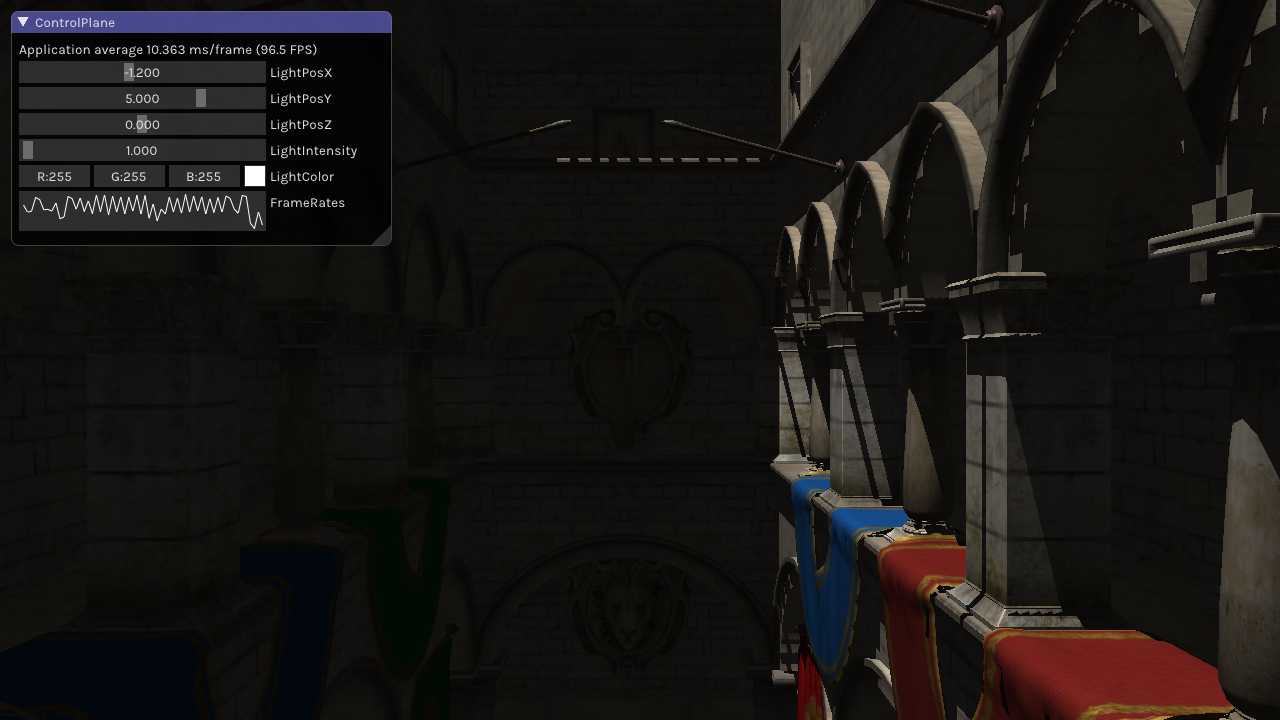 ControlPlane
Application average 10.363 ms/frame (96.5 FPS)
-1.200 LightPosX
5.000 LightPosY
0.000 LightPosZ
1.000 LightIntensity
R:255 G:255 B:255 LightColor
FrameRates